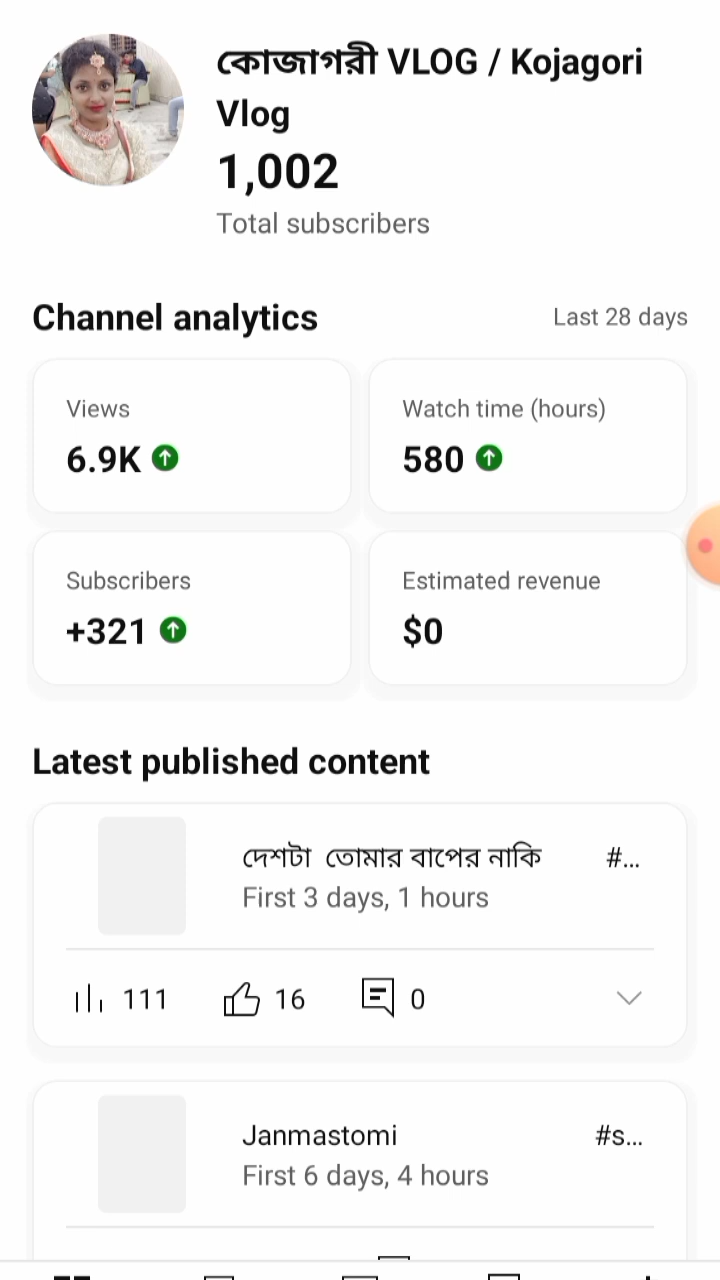 কোজাগরী VLOG / Kojagori
Vlog
1,002
Total subscribers
Channel analytics
Last 28 days
Views
Watch time (hours)
6.9K
580
Subscribers
Estimated revenue
+321
$0
Latest published content
দেশটা তোমার বাপের নাকি #...
First 3 days, 1 hours
111 16 0
Janmastomi #s...
First 6 days, 4 hours